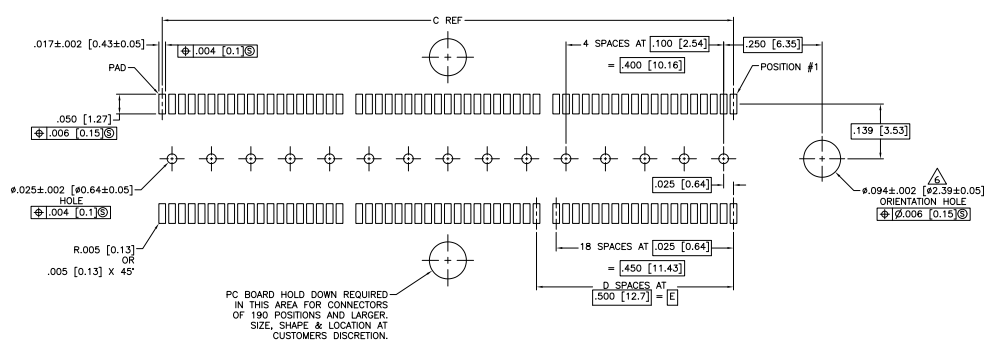 C REF
.017±.002 [0.43±0.05]
⌖ .004 [0.1]Ⓢ
PAD
4 SPACES AT .100 [2.54]
= .400 [10.16]
.250 [6.35]
POSITION #1
.050 [1.27]
⌖ .006 [0.15]Ⓢ
.139 [3.53]
ø.025±.002 [ø0.64±0.05]
HOLE
⌖ .004 [0.1]Ⓢ
.025 [0.64]
6
ø.094±.002 [ø2.39±0.05]
ORIENTATION HOLE
⌖ Ø.006 [0.15]Ⓢ
R.005 [0.13]
OR
.005 [0.13] X 45°
18 SPACES AT .025 [0.64]
= .450 [11.43]
D SPACES AT
.500 [12.7] = E
PC BOARD HOLD DOWN REQUIRED
IN THIS AREA FOR CONNECTORS
OF 190 POSITIONS AND LARGER.
SIZE, SHAPE & LOCATION AT
CUSTOMERS DISCRETION.